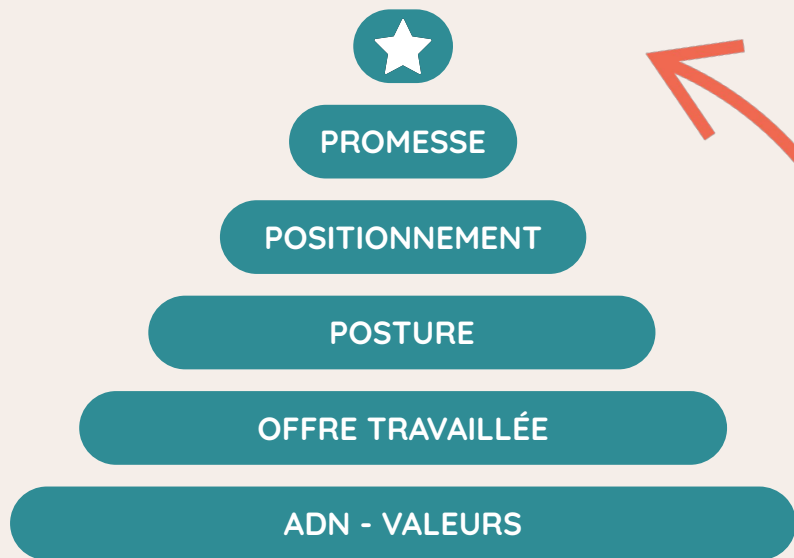 PROMESSE
POSITIONNEMENT
POSTURE
OFFRE TRAVAILLÉE
ADN - VALEURS